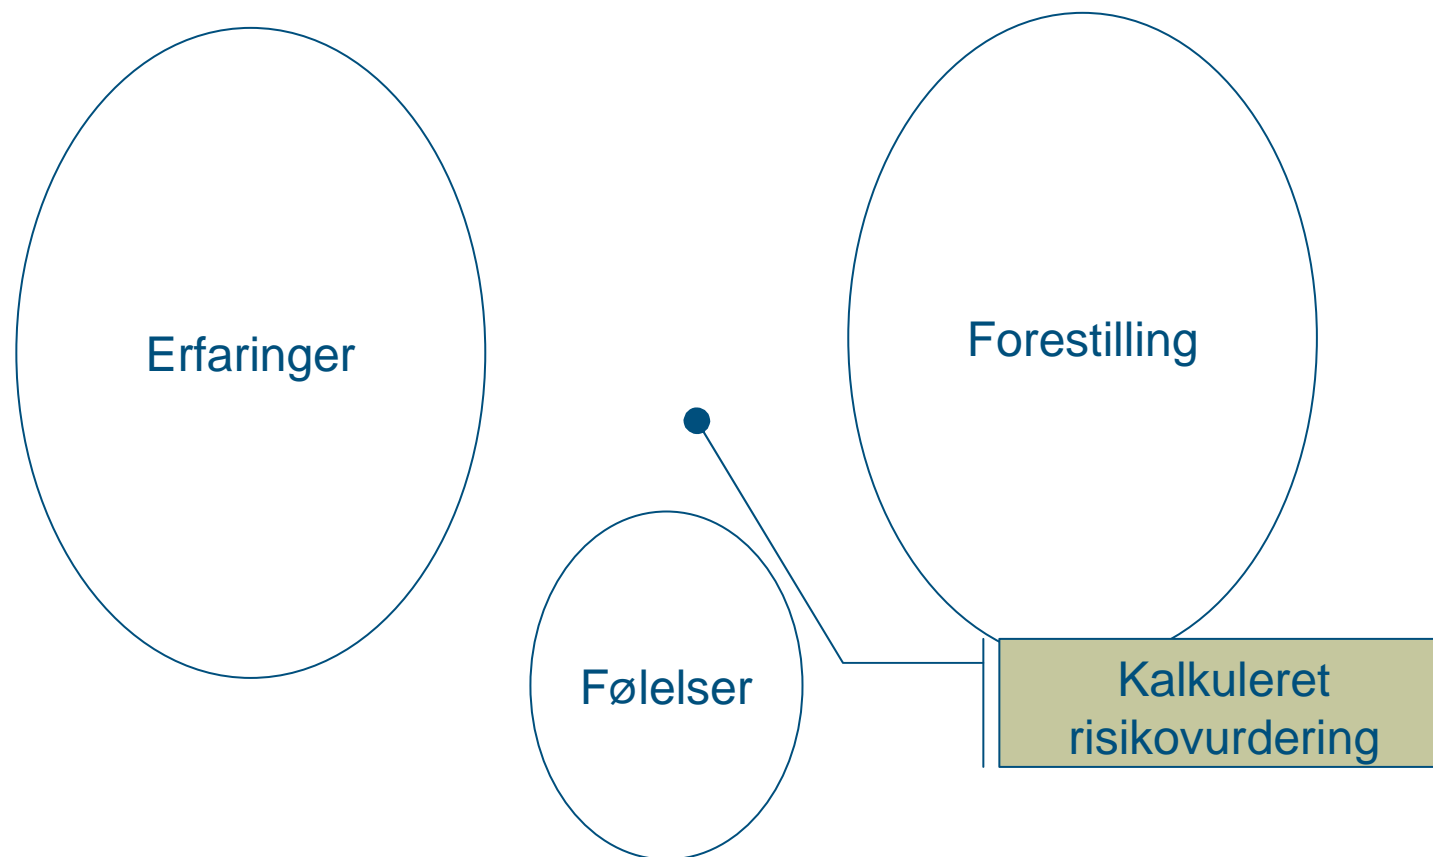 Erfaringer
Forestilling
Følelser
Kalkuleret
risikovurdering